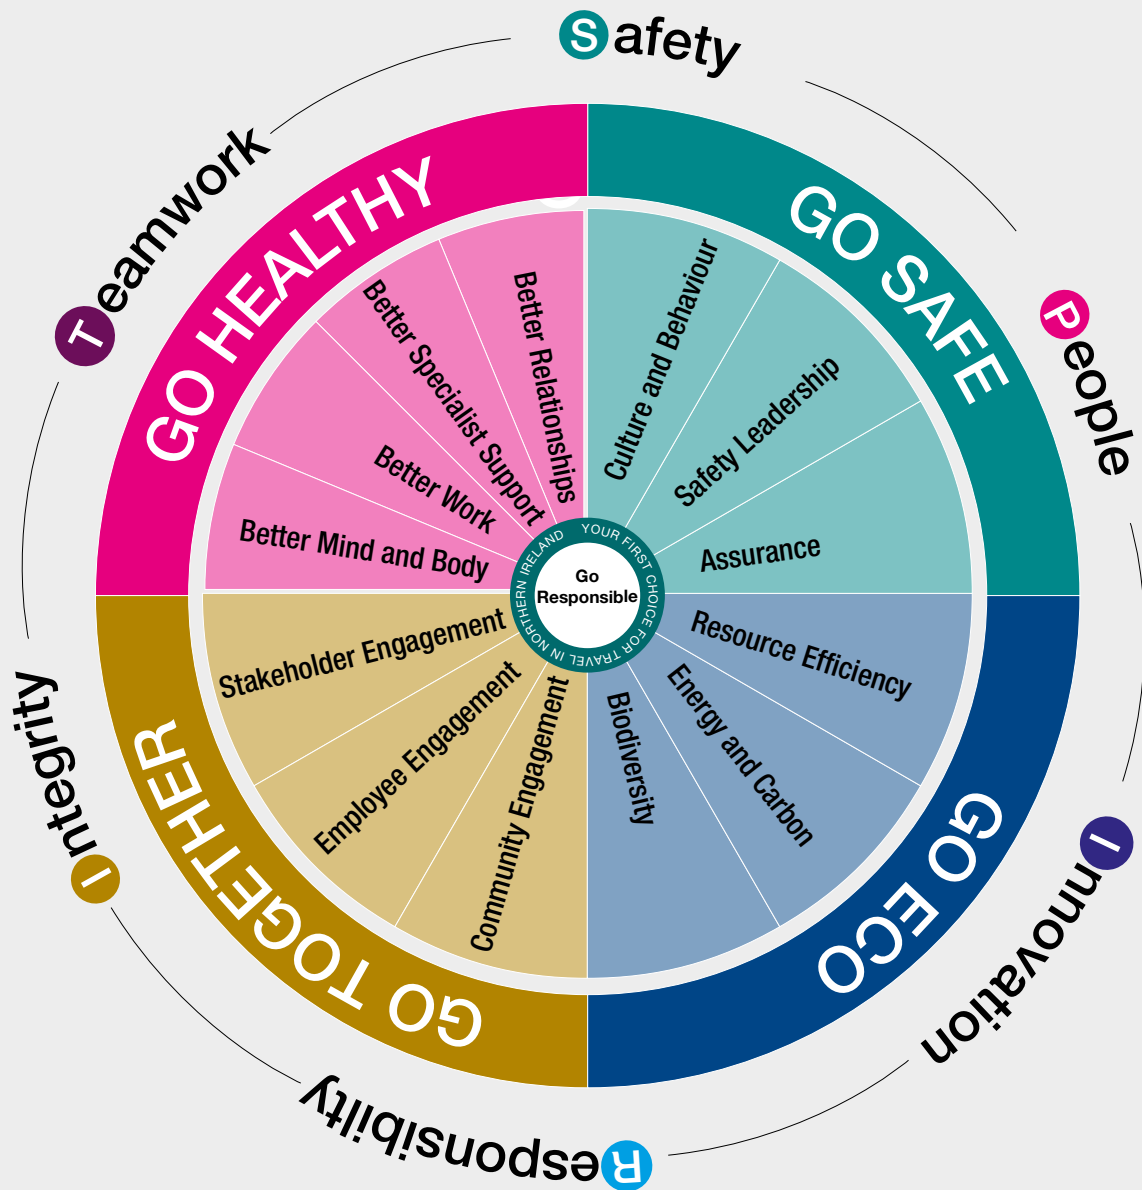 Safety
People
Innovation
Responsibility
Integrity
Teamwork
GO SAFE
Culture and Behaviour
Safety Leadership
Assurance
GO ECO
Resource Efficiency
Energy and Carbon
Biodiversity
GO TOGETHER
Community Engagement
Employee Engagement
Stakeholder Engagement
GO HEALTHY
Better Mind and Body
Better Work
Better Specialist Support
Better Relationships
YOUR FIRST CHOICE FOR TRAVEL IN NORTHERN IRELAND
Go
Responsible